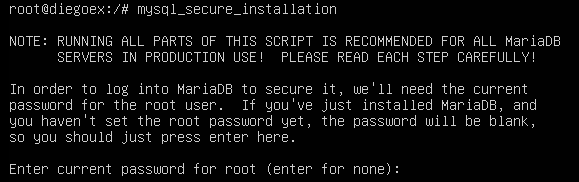 root@diegoex:/# mysql_secure_installation
NOTE: RUNNING ALL PARTS OF THIS SCRIPT IS RECOMMENDED FOR ALL MariaDB
SERVERS IN PRODUCTION USE!  PLEASE READ EACH STEP CAREFULLY!
In order to log into MariaDB to secure it, we'll need the current
password for the root user.  If you've just installed MariaDB, and
you haven't set the root password yet, the password will be blank,
so you should just press enter here.
Enter current password for root (enter for none):